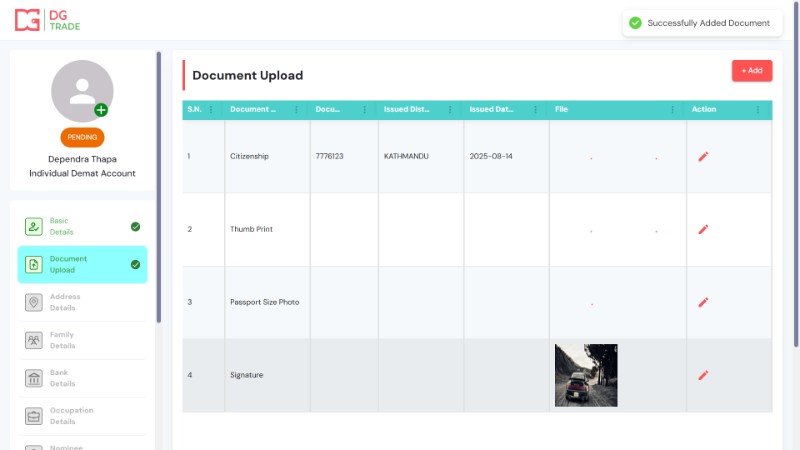 DG
TRADE
Successfully Added Document
PENDING
Dependra Thapa
Individual Demat Account
Basic
Details
Document
Upload
Address
Details
Family
Details
Bank
Details
Occupation
Details
Nominee
Document Upload
+ Add
S.N. Document ... Docu... Issued Dist... Issued Dat... File Action
1 Citizenship 7776123 KATHMANDU 2025-08-14
2 Thumb Print
3 Passport Size Photo
4 Signature